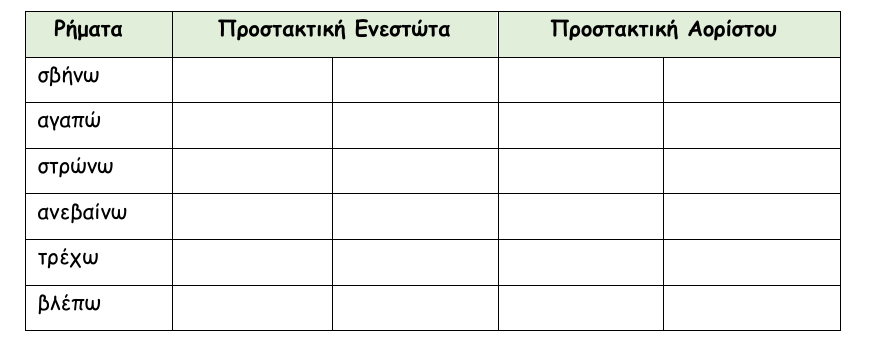 Ρήματα Προστακτική Ενεστώτα Προστακτική Αορίστου
σβήνω
αγαπώ
στρώνω
ανεβαίνω
τρέχω
βλέπω